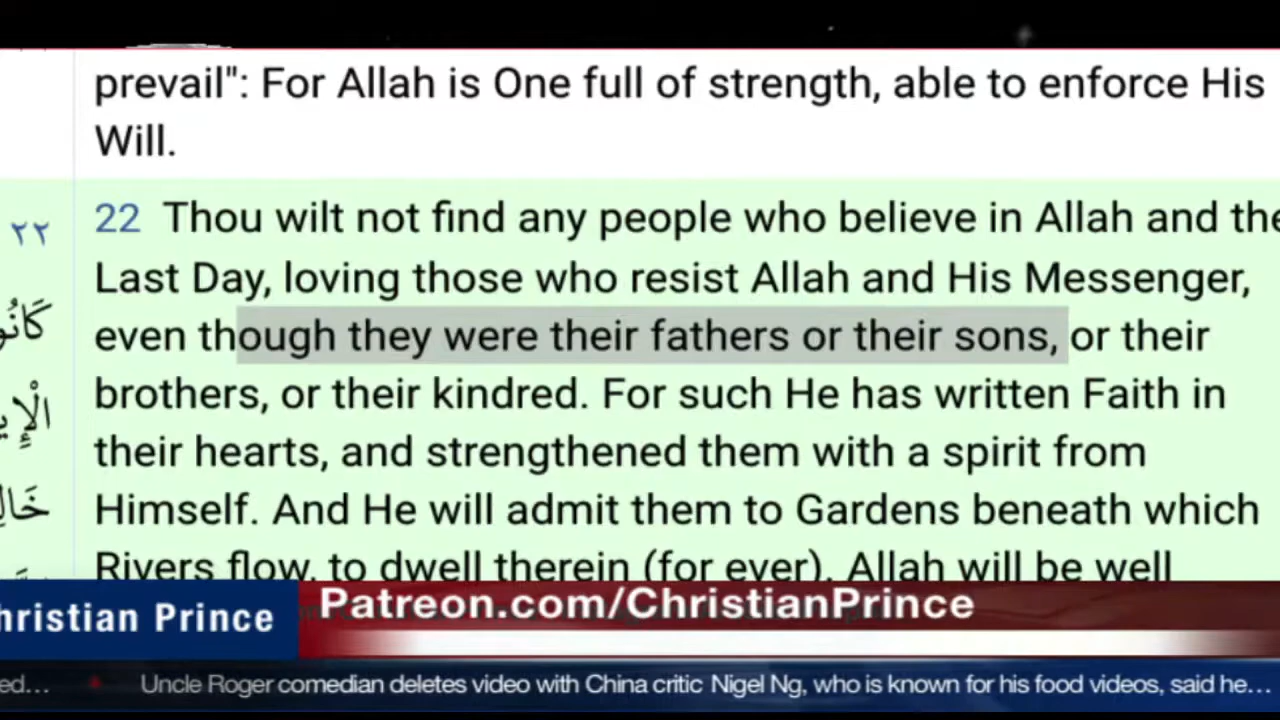 prevail": For Allah is One full of strength, able to enforce His
Will.
٢٢
22 Thou wilt not find any people who believe in Allah and the
Last Day, loving those who resist Allah and His Messenger,
even though they were their fathers or their sons, or their
brothers, or their kindred. For such He has written Faith in
their hearts, and strengthened them with a spirit from
Himself. And He will admit them to Gardens beneath which
Rivers flow, to dwell therein (for ever). Allah will be well
hristian Prince
Patreon.com/ChristianPrince
ed... Uncle Roger comedian deletes video with China critic Nigel Ng, who is known for his food videos, said he...